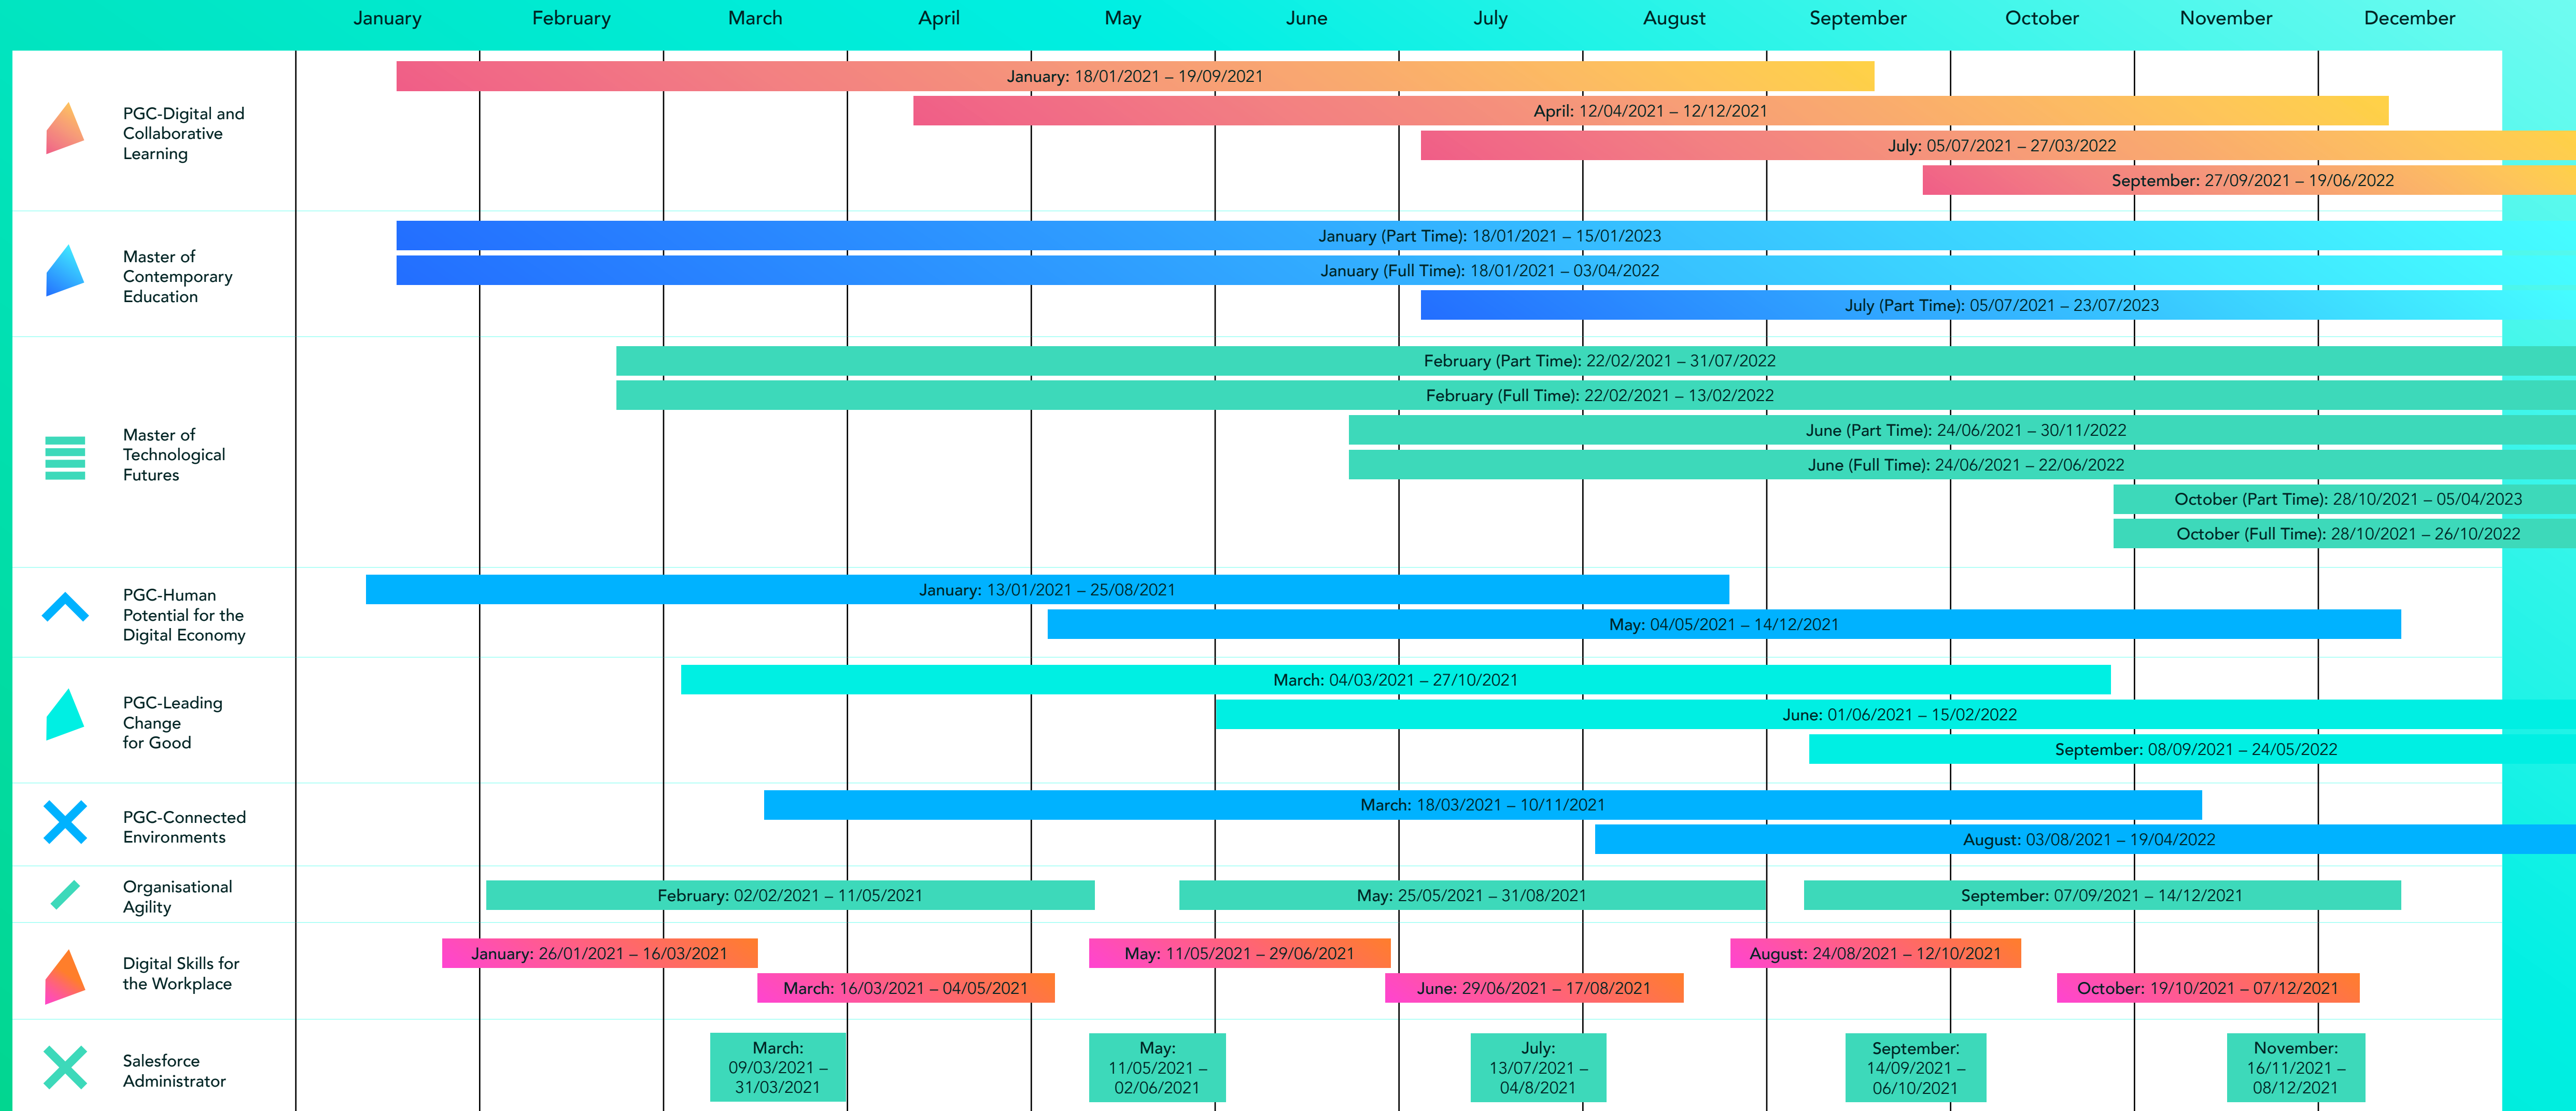 January February March April May June July August September October November December
PGC-Digital and
Collaborative
Learning
January: 18/01/2021 – 19/09/2021
April: 12/04/2021 – 12/12/2021
July: 05/07/2021 – 27/03/2022
September: 27/09/2021 – 19/06/2022
Master of
Contemporary
Education
January (Part Time): 18/01/2021 – 15/01/2023
January (Full Time): 18/01/2021 – 03/04/2022
July (Part Time): 05/07/2021 – 23/07/2023
Master of
Technological
Futures
February (Part Time): 22/02/2021 – 31/07/2022
February (Full Time): 22/02/2021 – 13/02/2022
June (Part Time): 24/06/2021 – 30/11/2022
June (Full Time): 24/06/2021 – 22/06/2022
October (Part Time): 28/10/2021 – 05/04/2023
October (Full Time): 28/10/2021 – 26/10/2022
PGC-Human
Potential for the
Digital Economy
January: 13/01/2021 – 25/08/2021
May: 04/05/2021 – 14/12/2021
PGC-Leading
Change
for Good
March: 04/03/2021 – 27/10/2021
June: 01/06/2021 – 15/02/2022
September: 08/09/2021 – 24/05/2022
PGC-Connected
Environments
March: 18/03/2021 – 10/11/2021
August: 03/08/2021 – 19/04/2022
Organisational
Agility
February: 02/02/2021 – 11/05/2021
May: 25/05/2021 – 31/08/2021
September: 07/09/2021 – 14/12/2021
Digital Skills for
the Workplace
January: 26/01/2021 – 16/03/2021
May: 11/05/2021 – 29/06/2021
August: 24/08/2021 – 12/10/2021
March: 16/03/2021 – 04/05/2021
June: 29/06/2021 – 17/08/2021
October: 19/10/2021 – 07/12/2021
Salesforce
Administrator
March:
09/03/2021 –
31/03/2021
May:
11/05/2021 –
02/06/2021
July:
13/07/2021 –
04/8/2021
September:
14/09/2021 –
06/10/2021
November:
16/11/2021 –
08/12/2021